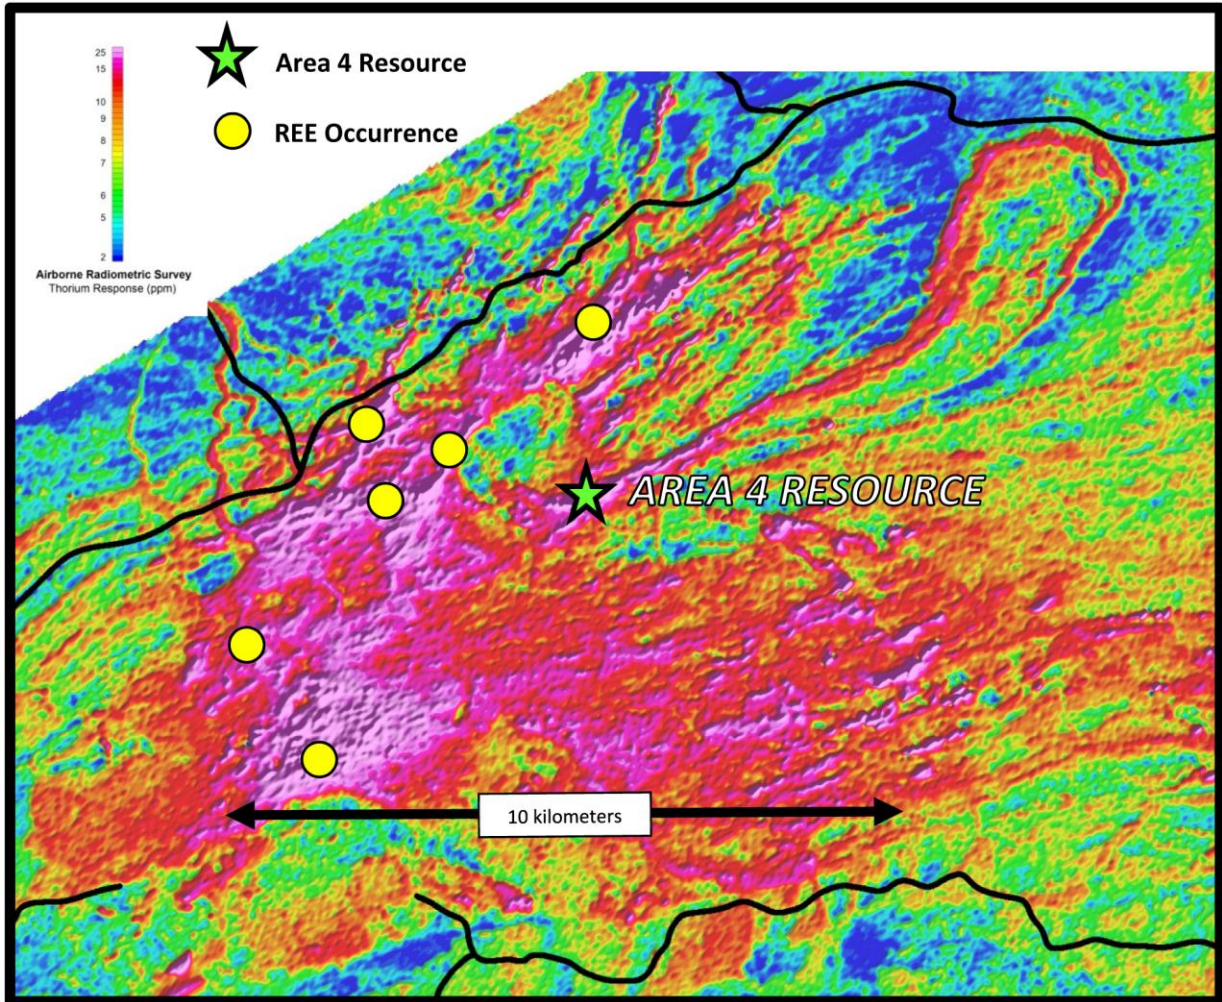 25
15
10
9
8
7
6
5
2
Airborne Radiometric Survey
Thorium Response (ppm)
Area 4 Resource
REE Occurrence
AREA 4 RESOURCE
10 kilometers